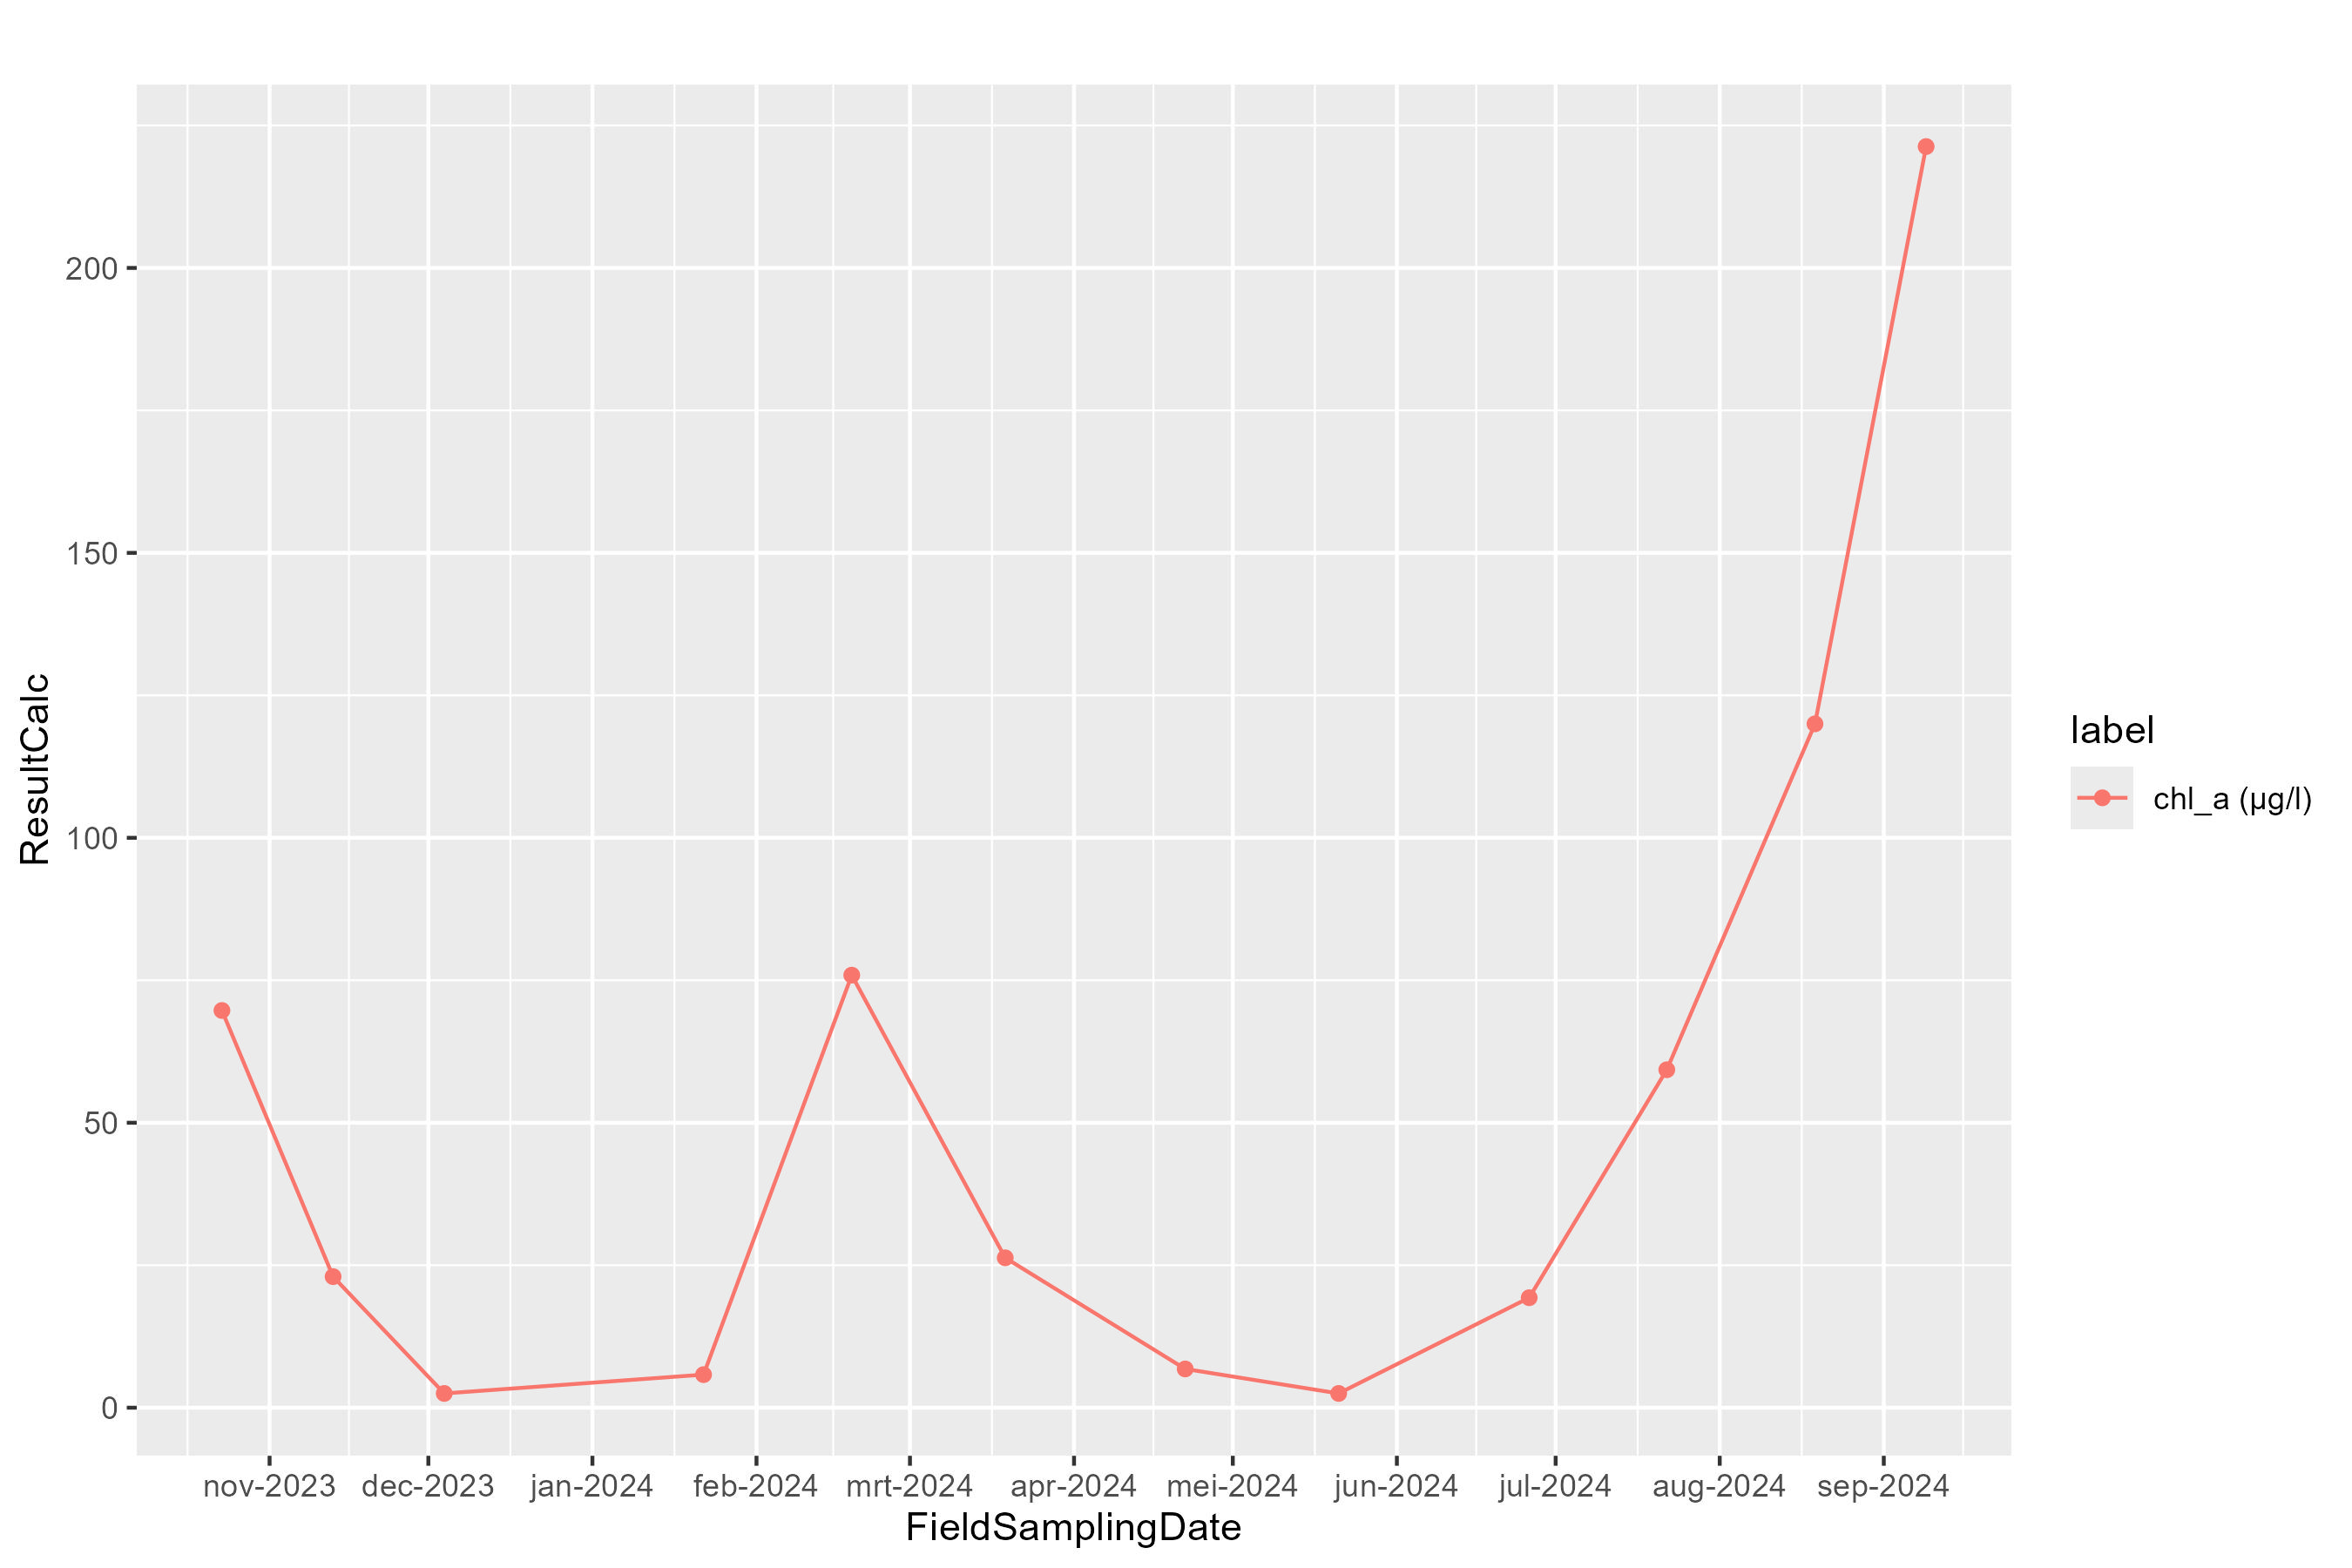 200
150
100
50
0
ResultCalc
nov-2023 dec-2023 jan-2024 feb-2024 mrt-2024 apr-2024 mei-2024 jun-2024 jul-2024 aug-2024 sep-2024
FieldSamplingDate
label
chl_a (µg/l)